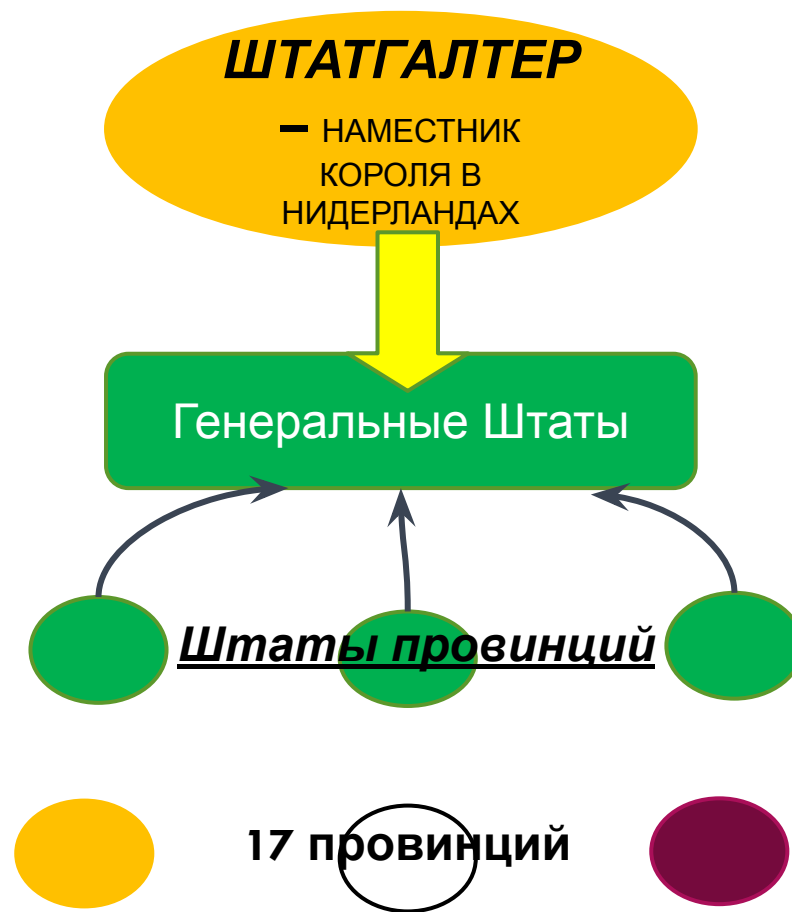 ШТАТГАЛТЕР
– НАМЕСТНИК
КОРОЛЯ В
НИДЕРЛАНДАХ
Генеральные Штаты
Штаты провинций
17 провинций